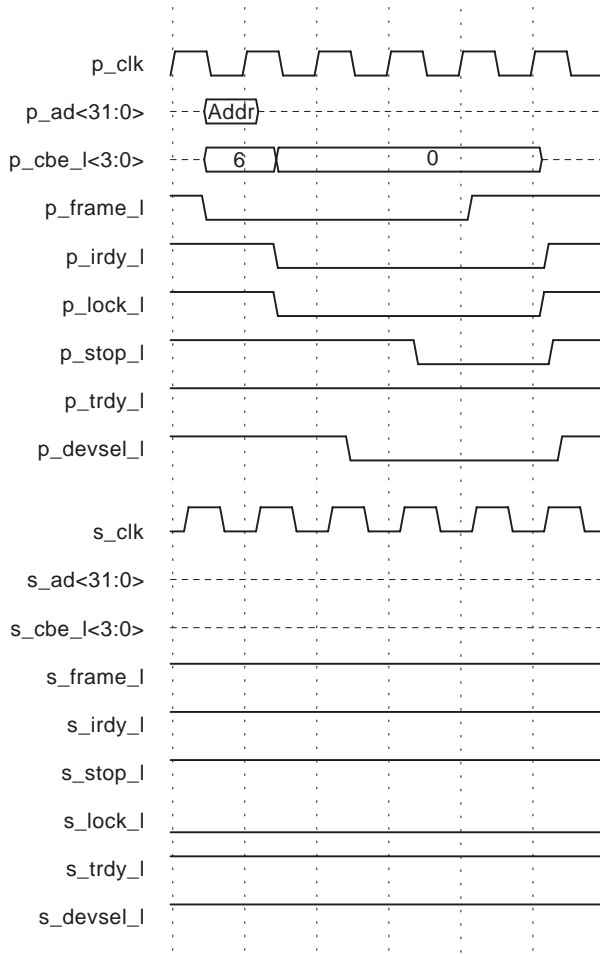 p_clk
p_ad<31:0>
Addr
p_cbe_l<3:0>
6
0
p_frame_l
p_irdy_l
p_lock_l
p_stop_l
p_trdy_l
p_devsel_l
s_clk
s_ad<31:0>
s_cbe_l<3:0>
s_frame_l
s_irdy_l
s_stop_l
s_lock_l
s_trdy_l
s_devsel_l